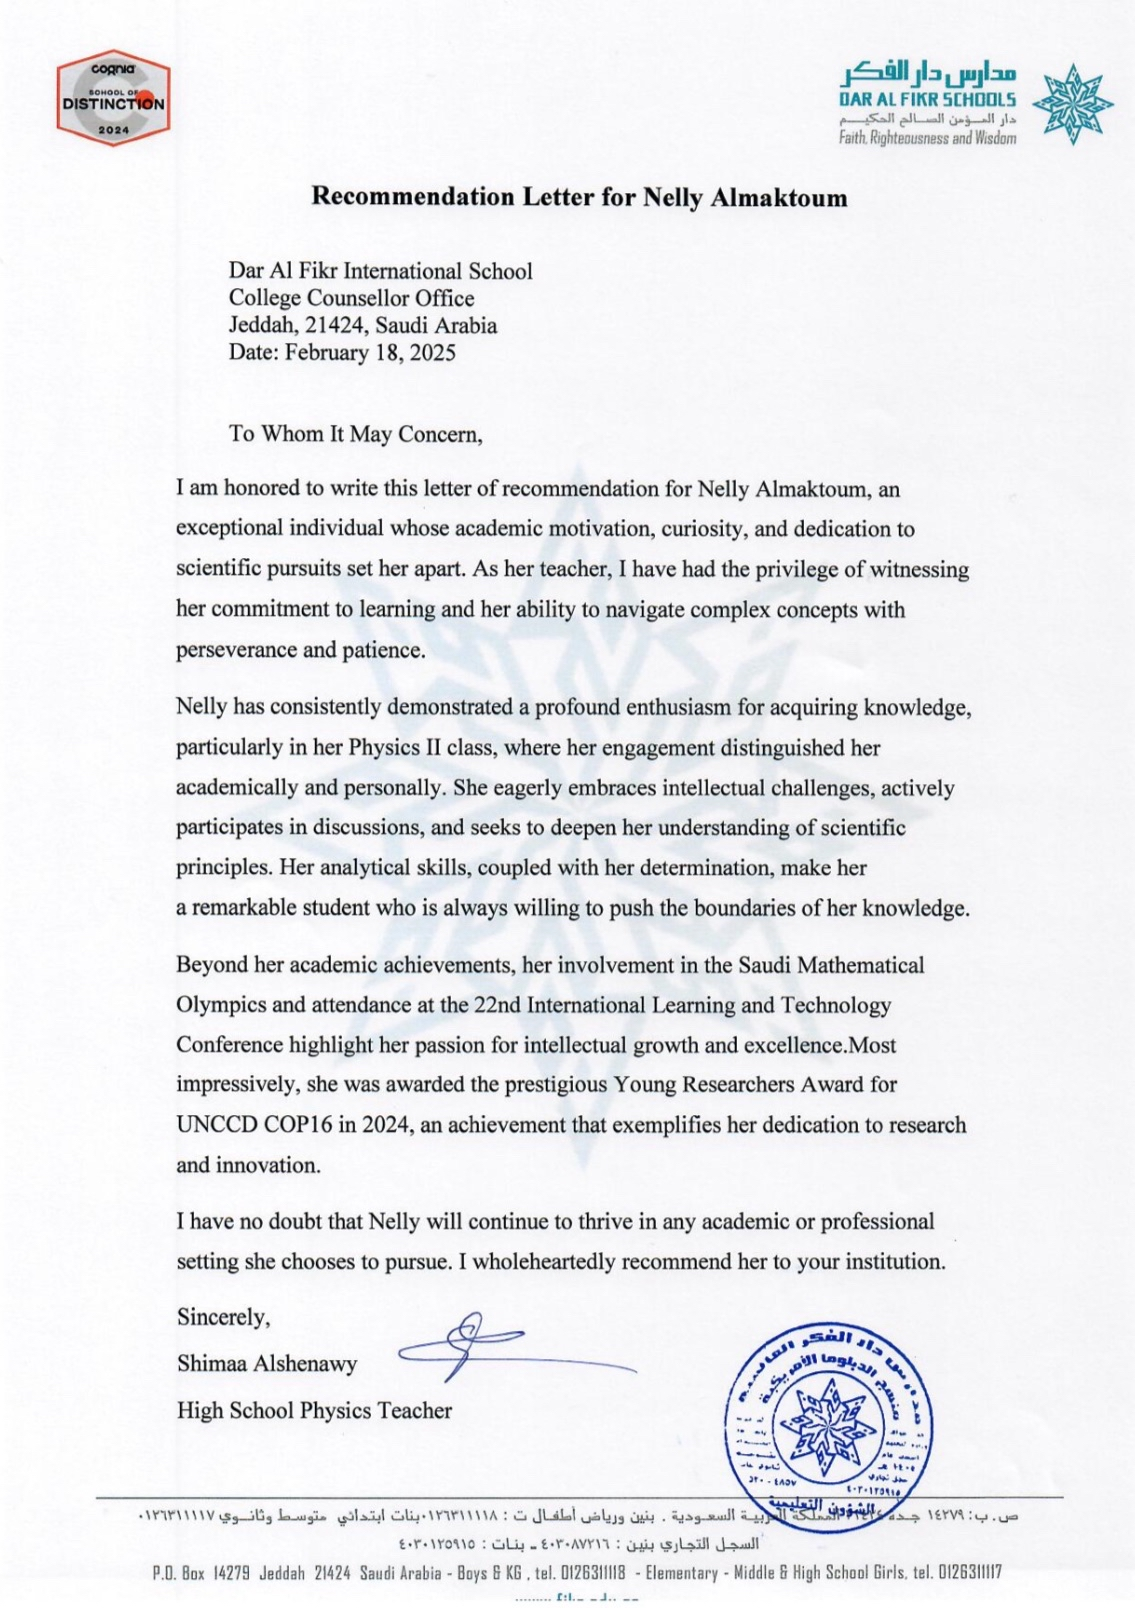 cognia
SCHOOL OF
DISTINCTION
2024
مدارس دار الفكر
DAR AL FIKR SCHOOLS
دار المؤمن الصالح الحكيم
Faith, Righteousness and Wisdom
Recommendation Letter for Nelly Almaktoum
Dar Al Fikr International School
College Counsellor Office
Jeddah, 21424, Saudi Arabia
Date: February 18, 2025
To Whom It May Concern,
I am honored to write this letter of recommendation for Nelly Almaktoum, an
exceptional individual whose academic motivation, curiosity, and dedication to
scientific pursuits set her apart. As her teacher, I have had the privilege of witnessing
her commitment to learning and her ability to navigate complex concepts with
perseverance and patience.
Nelly has consistently demonstrated a profound enthusiasm for acquiring knowledge,
particularly in her Physics II class, where her engagement distinguished her
academically and personally. She eagerly embraces intellectual challenges, actively
participates in discussions, and seeks to deepen her understanding of scientific
principles. Her analytical skills, coupled with her determination, make her
a remarkable student who is always willing to push the boundaries of her knowledge.
Beyond her academic achievements, her involvement in the Saudi Mathematical
Olympics and attendance at the 22nd International Learning and Technology
Conference highlight her passion for intellectual growth and excellence.Most
impressively, she was awarded the prestigious Young Researchers Award for
UNCCD COP16 in 2024, an achievement that exemplifies her dedication to research
and innovation.
I have no doubt that Nelly will continue to thrive in any academic or professional
setting she chooses to pursue. I wholeheartedly recommend her to your institution.
Sincerely,
Shimaa Alshenawy
High School Physics Teacher
مدارس دار الفكر العالمية
منهج الدبلوما الأمريكية
٤٠٣٠١٢٥٩١٥
الشؤون التعليمية
ص.ب: ١٤٢٧٩ جدة ٢١٤٢٤ المملكة العربية السعودية . بنين ورياض أطفال ت : ٠١٢٦٣١١١١٨ بنات ابتدائي متوسط وثانوي ٠١٢٦٣١١١١٧
السجل التجاري بنين : ٤٠٣٠٨٧٢١٦ - بنات : ٤٠٣٠١٢٥٩١٥
P.O. Box 14279 Jeddah 21424 Saudi Arabia - Boys & KG , tel. 0126311118 - Elementary - Middle & High School Girls, tel. 0126311117